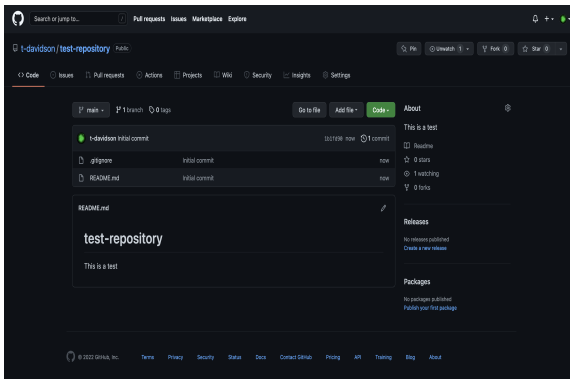 Search or jump to... / Pull requests Issues Marketplace Explore
t-davidson / test-repository Public
Pin Unwatch 1 Fork 0 Star 0
Code Issues Pull requests Actions Projects Wiki Security Insights Settings
main 1 branch 0 tags Go to file Add file Code
t-davidson Initial commit now 1 commit
.gitignore Initial commit now
README.md Initial commit now
README.md
test-repository
This is a test
About
This is a test
Readme
0 stars
1 watching
0 forks
Releases
No releases published
Create a new release
Packages
No packages published
Publish your first package
© 2022 GitHub, Inc. Terms Privacy Security Status Docs Contact GitHub Pricing API Training Blog About